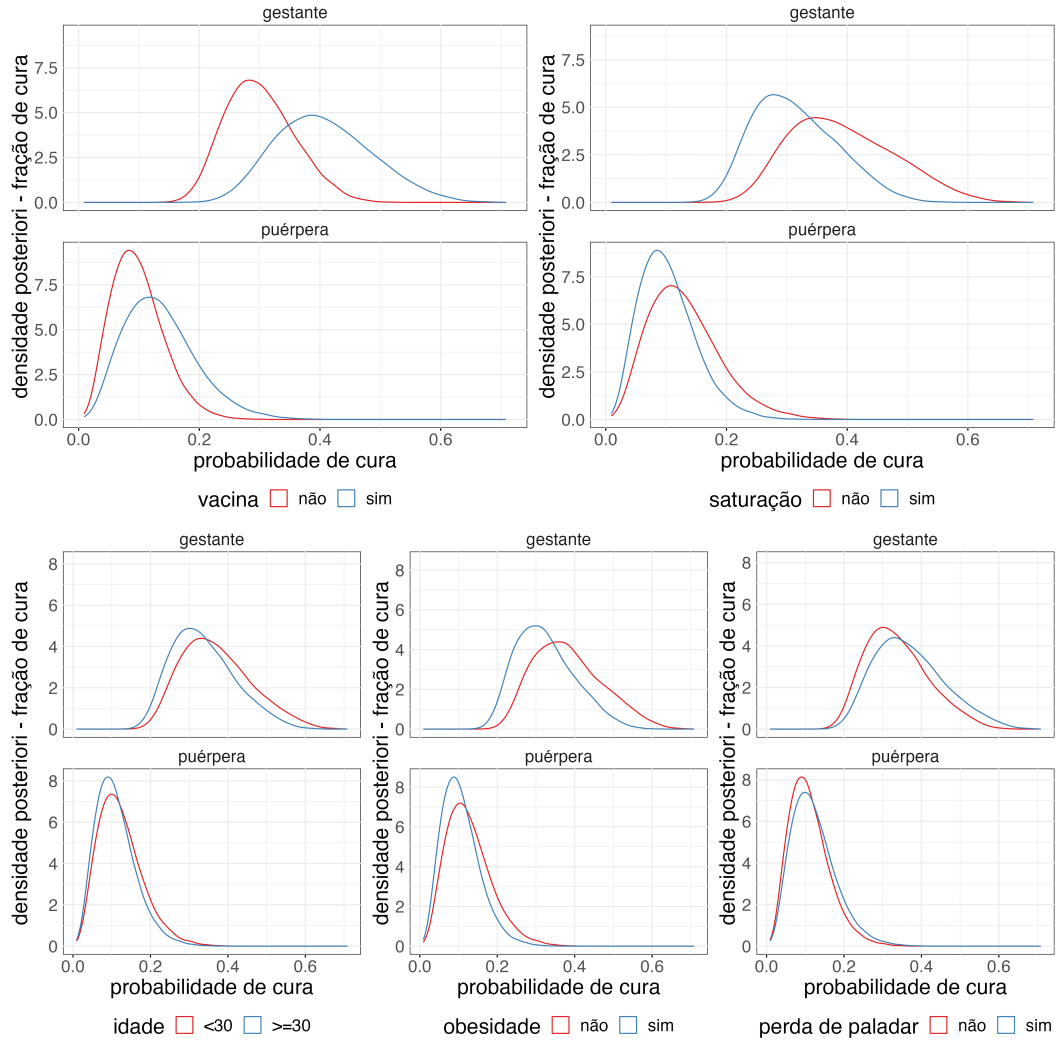 gestante
densidade posteriori - fração de cura
7.5
5.0
2.5
0.0
puérpera
7.5
5.0
2.5
0.0
0.0 0.2 0.4 0.6
probabilidade de cura
vacina não sim
gestante
densidade posteriori - fração de cura
7.5
5.0
2.5
0.0
puérpera
7.5
5.0
2.5
0.0
0.0 0.2 0.4 0.6
probabilidade de cura
saturação não sim
gestante
densidade posteriori - fração de cura
8
6
4
2
0
puérpera
8
6
4
2
0
0.0 0.2 0.4 0.6
probabilidade de cura
idade <30 >=30
gestante
densidade posteriori - fração de cura
8
6
4
2
0
puérpera
8
6
4
2
0
0.0 0.2 0.4 0.6
probabilidade de cura
obesidade não sim
gestante
densidade posteriori - fração de cura
8
6
4
2
0
puérpera
8
6
4
2
0
0.0 0.2 0.4 0.6
probabilidade de cura
perda de paladar não sim